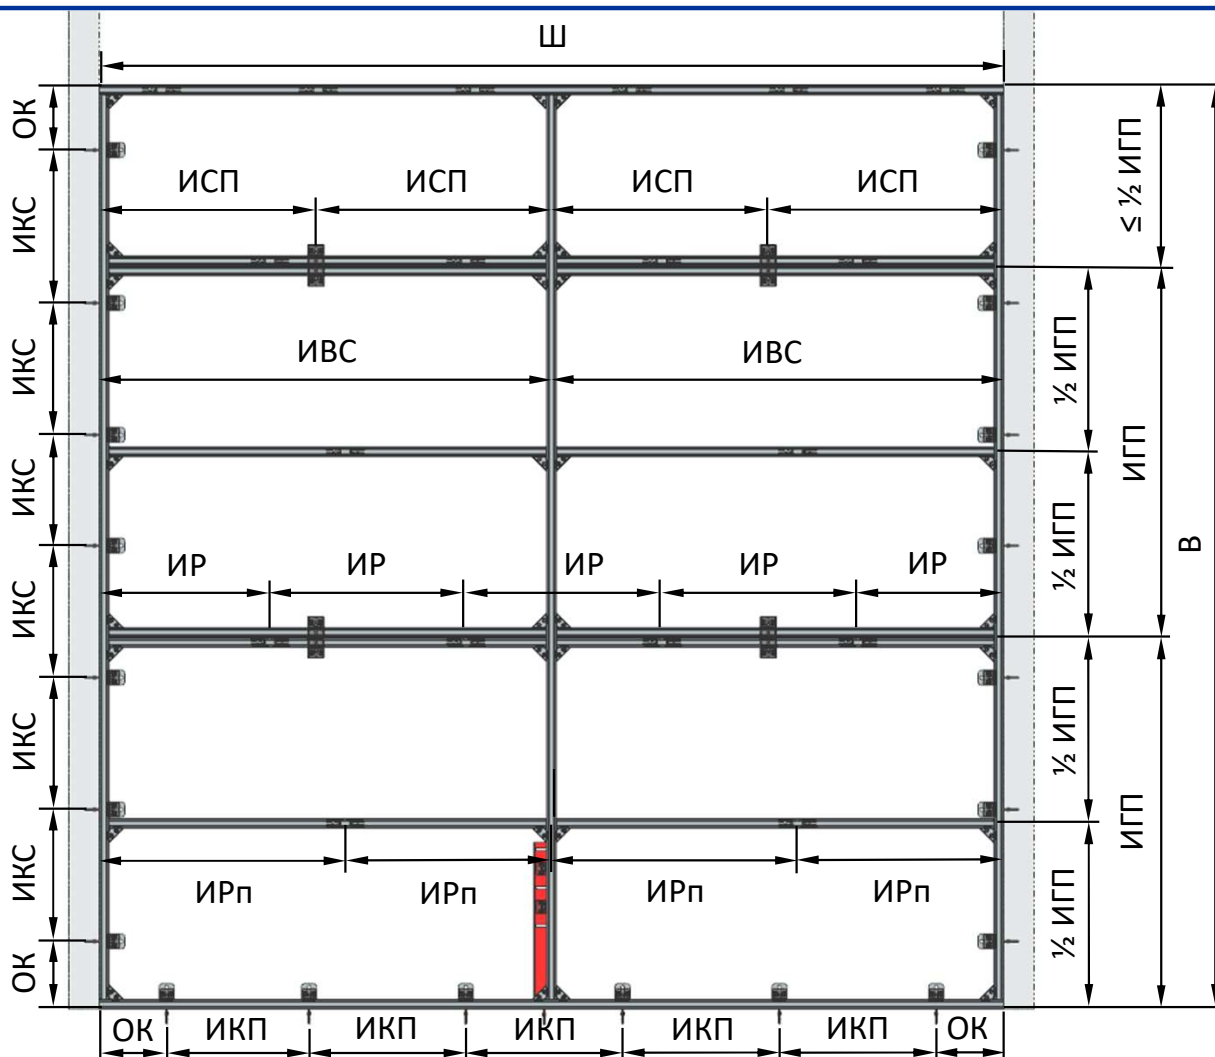 Ш
ОК
ИКС
ИКС
ИКС
ИКС
ИКС
ИКС
ОК
ИСП ИСП ИСП ИСП
ИВС ИВС
ИР ИР ИР ИР ИР
ИРп ИРп ИРп ИРп
≤ ½ ИГП
½ ИГП
½ ИГП
½ ИГП
½ ИГП
ИГП
ИГП
В
ОК ИКП ИКП ИКП ИКП ИКП ОК